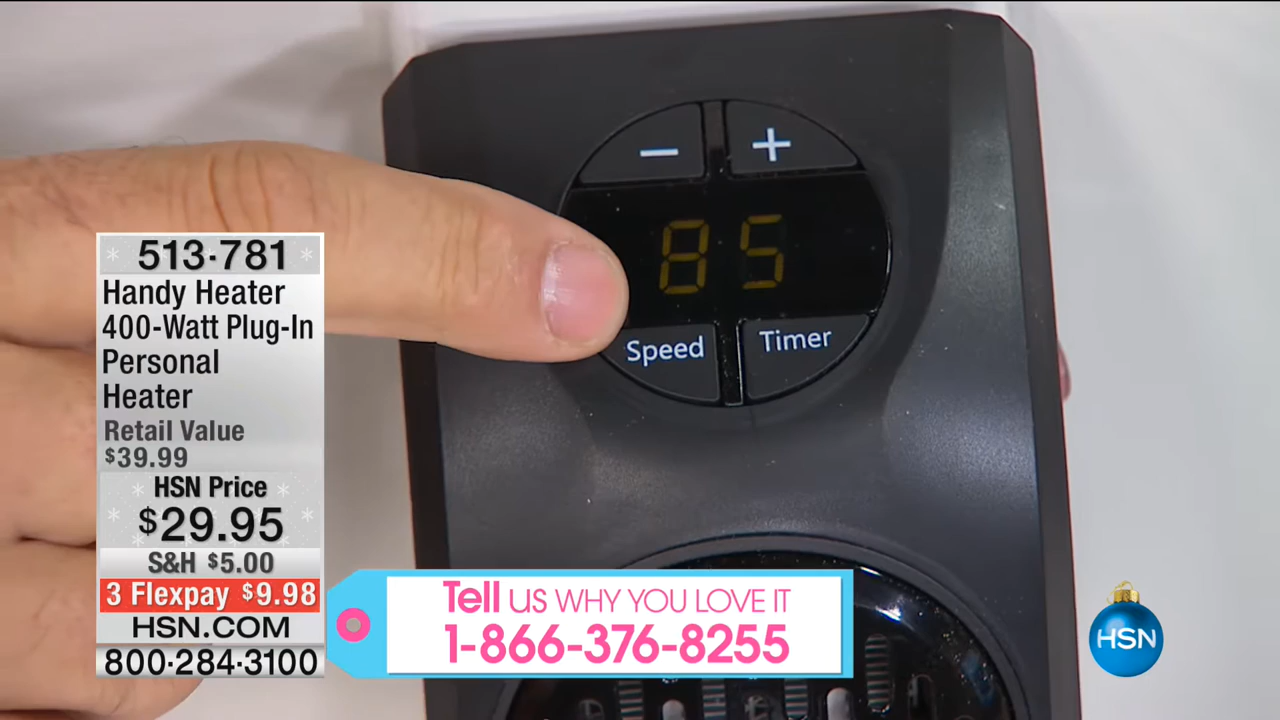 − +
85
Speed Timer
513-781
Handy Heater
400-Watt Plug-In
Personal
Heater
Retail Value
$39.99
HSN Price
$29.95
S&H $5.00
3 Flexpay $9.98
HSN.COM
800-284-3100
Tell us WHY YOU LOVE IT
1-866-376-8255
HSN